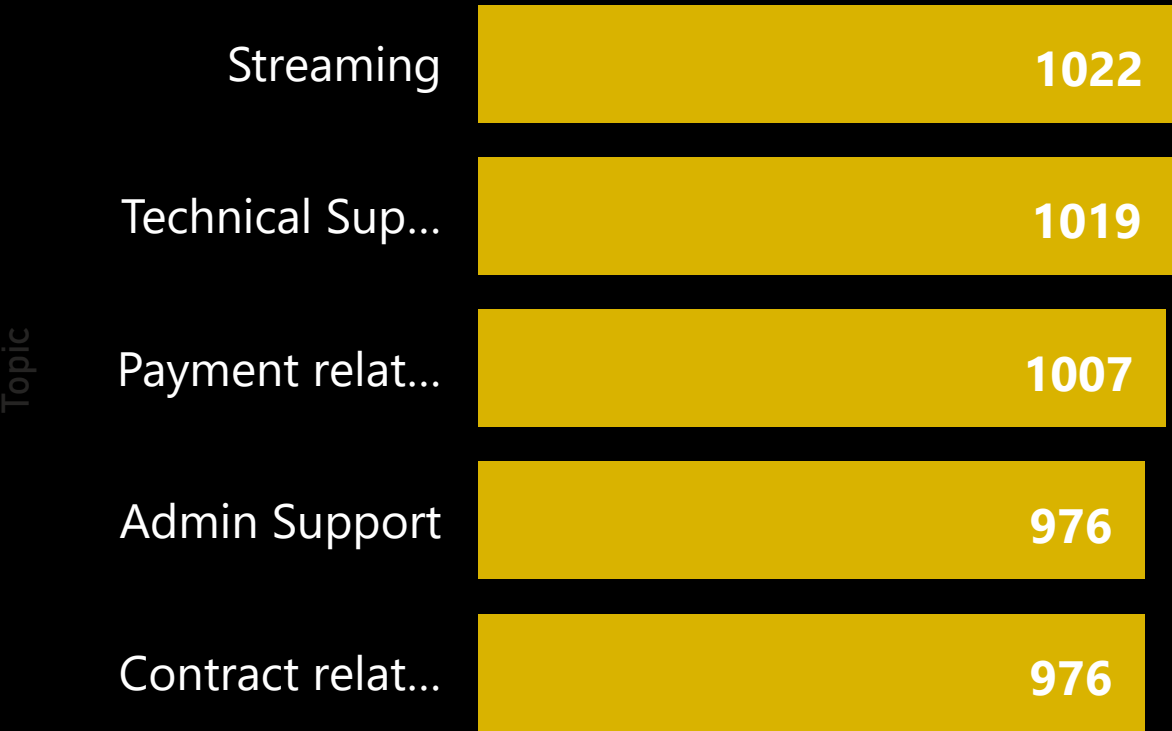 Topic
Streaming 1022
Technical Sup... 1019
Payment relat... 1007
Admin Support 976
Contract relat... 976